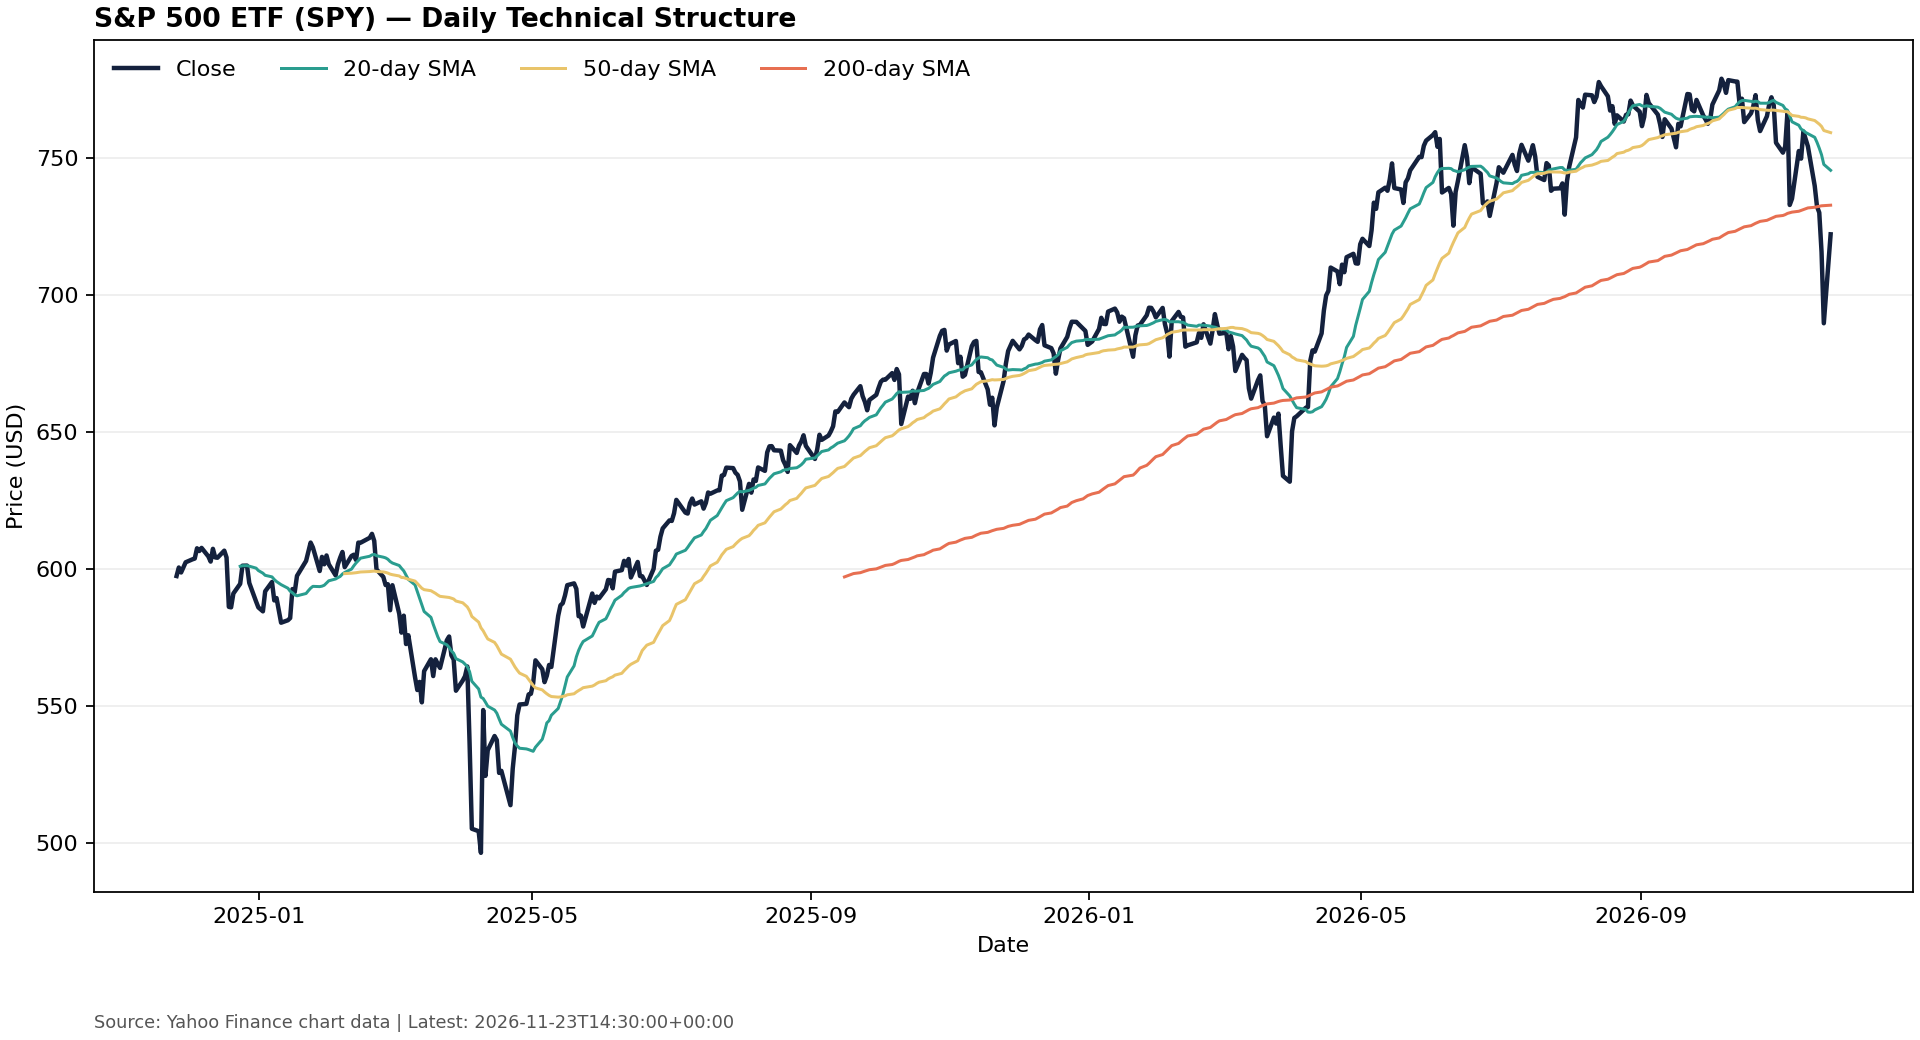 S&P 500 ETF (SPY) — Daily Technical Structure
Close 20-day SMA 50-day SMA 200-day SMA
750
700
650
600
550
500
Price (USD)
2025-01 2025-05 2025-09 2026-01 2026-05 2026-09
Date
Source: Yahoo Finance chart data | Latest: 2026-11-23T14:30:00+00:00